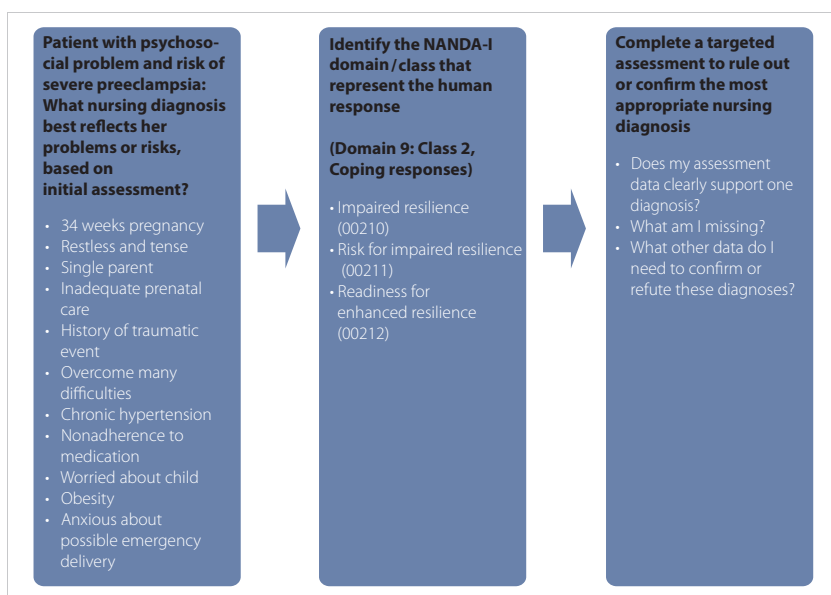 Patient with psychoso-
cial problem and risk of
severe preeclampsia:
What nursing diagnosis
best reflects her
problems or risks,
based on
initial assessment?
• 34 weeks pregnancy
• Restless and tense
• Single parent
• Inadequate prenatal
care
• History of traumatic
event
• Overcome many
difficulties
• Chronic hypertension
• Nonadherence to
medication
• Worried about child
• Obesity
• Anxious about
possible emergency
delivery
Identify the NANDA-I
domain/class that
represent the human
response
(Domain 9: Class 2,
Coping responses)
• Impaired resilience
(00210)
• Risk for impaired resilience
(00211)
• Readiness for
enhanced resilience
(00212)
Complete a targeted
assessment to rule out
or confirm the most
appropriate nursing
diagnosis
• Does my assessment
data clearly support one
diagnosis?
• What am I missing?
• What other data do I
need to confirm or
refute these diagnoses?